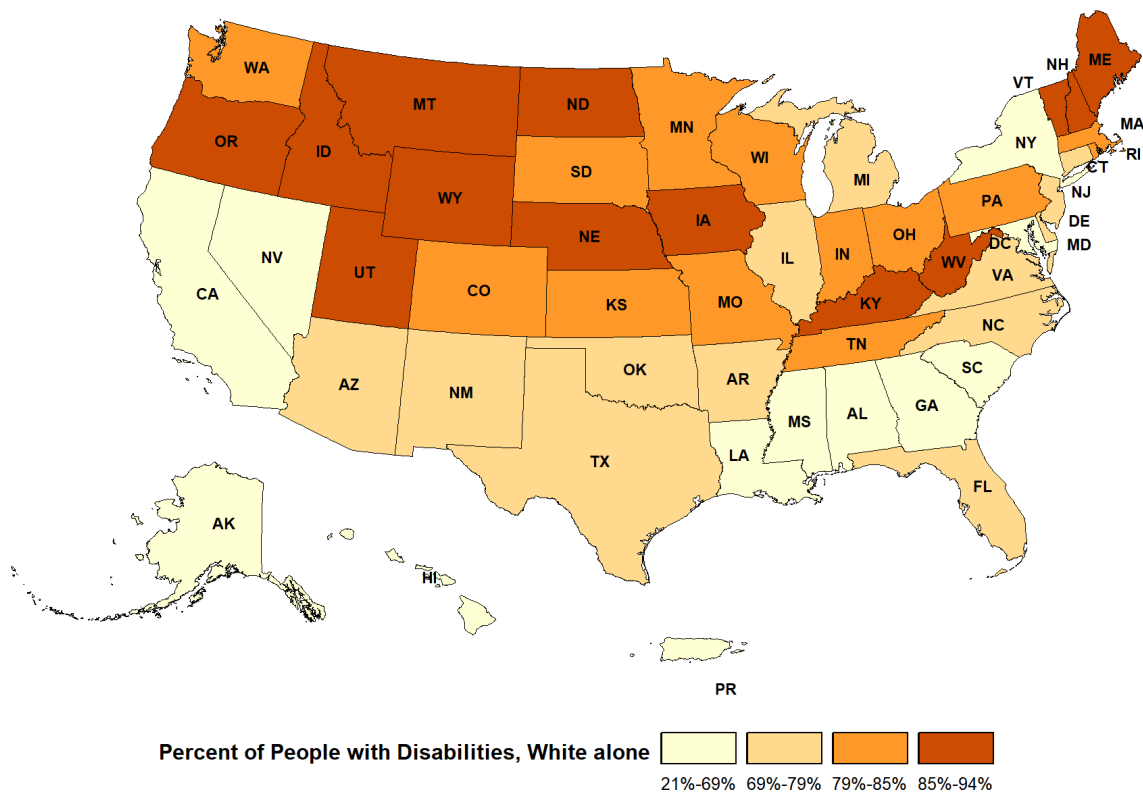 WA
MT
ND
MN
VT
NH
ME
OR
ID
WY
SD
WI
MI
NY
MA
RI
CT
NJ
NV
UT
NE
IA
IL
IN
OH
PA
DE
DC
MD
CA
CO
KS
MO
KY
WV
VA
AZ
NM
OK
AR
TN
NC
SC
TX
LA
MS
AL
GA
FL
AK
HI
PR
Percent of People with Disabilities, White alone
21%-69% 69%-79% 79%-85% 85%-94%